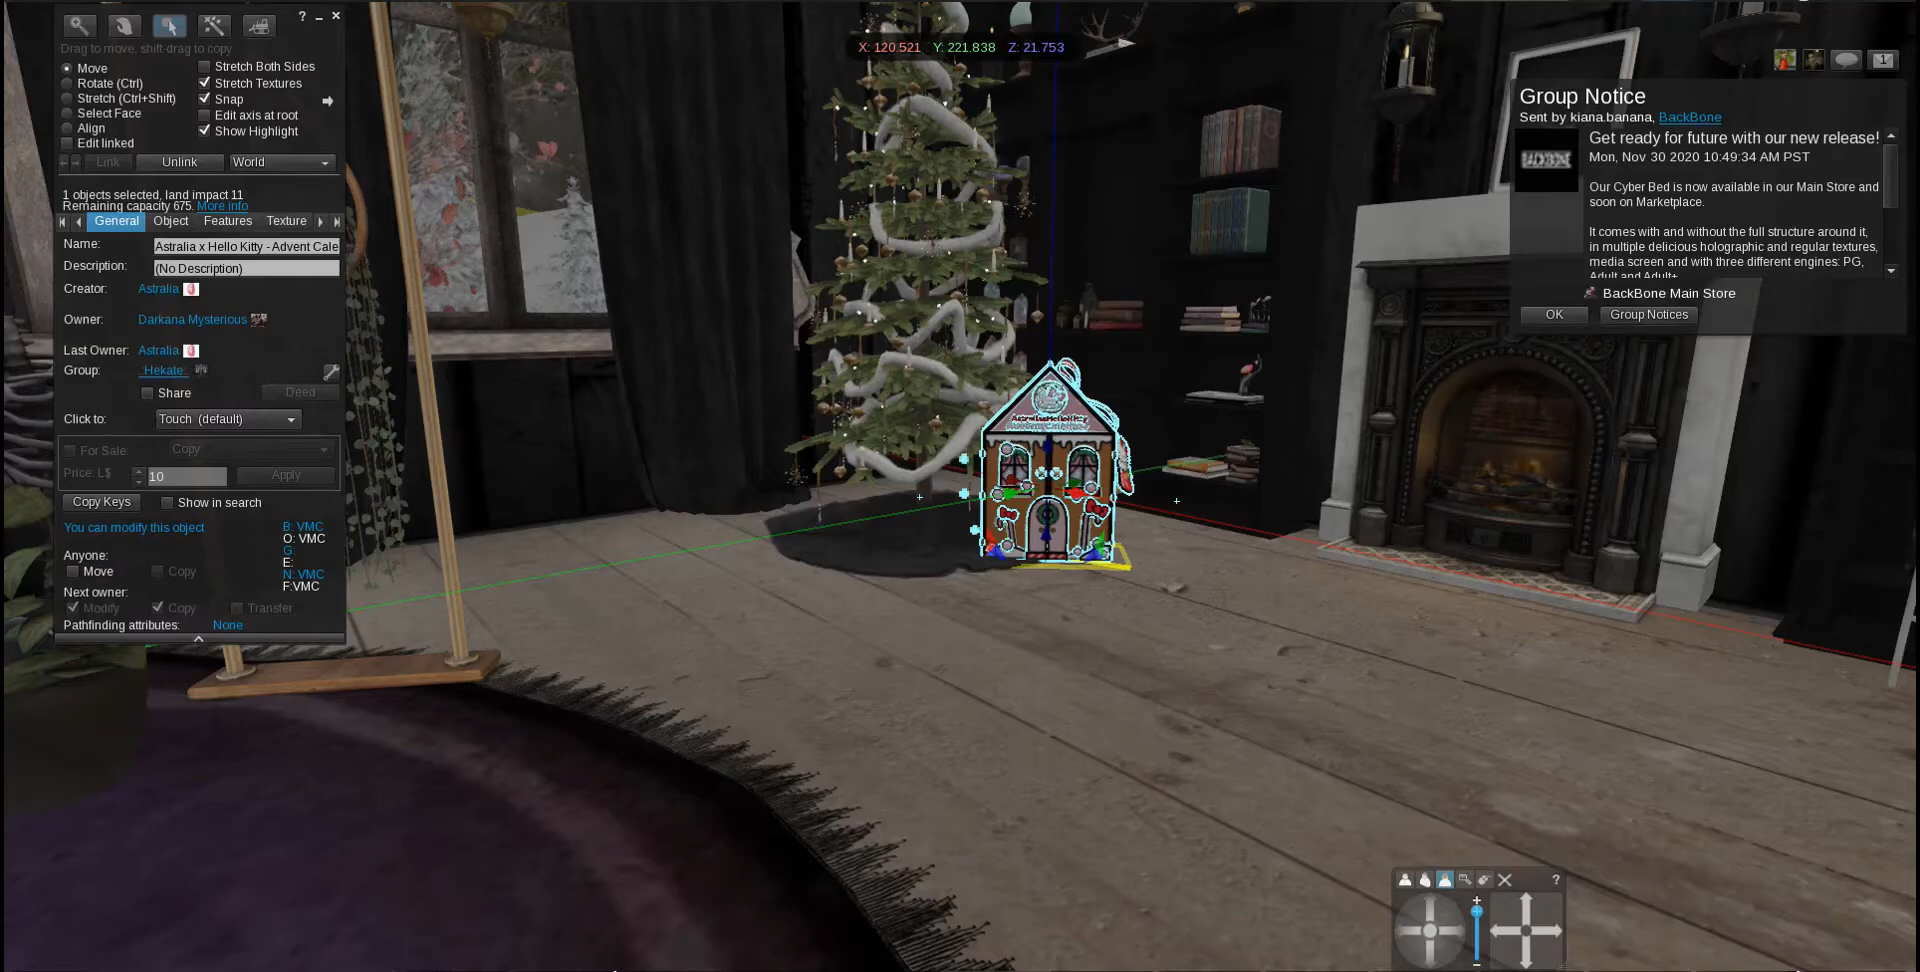 Drag to move, shift-drag to copy
Move
Rotate (Ctrl)
Stretch (Ctrl+Shift)
Select Face
Align
Edit linked
Stretch Both Sides
Stretch Textures
Snap
Edit axis at root
Show Highlight
Link
Unlink
World
1 objects selected, land impact 11
Remaining capacity 675. More info
General Object Features Texture
Name: Astralia x Hello Kitty - Advent Cale
Description: (No Description)
Creator: Astralia
Owner: Darkana Mysterious
Last Owner: Astralia
Group: .:Hekate:.
Share
Deed
Click to: Touch (default)
For Sale: Copy
Price: L$ 10 Apply
Copy Keys Show in search
You can modify this object
B: VMC
O: VMC
G:
E:
N: VMC
F:VMC
Anyone:
Move Copy
Next owner:
Modify Copy Transfer
Pathfinding attributes: None
X: 120.521 Y: 221.838 Z: 21.753
AstraliaxHelloKitty
1
Group Notice
Sent by kiana.banana, BackBone
BACKBONE
Get ready for future with our new release!
Mon, Nov 30 2020 10:49:34 AM PST
Our Cyber Bed is now available in our Main Store and
soon on Marketplace.
It comes with and without the full structure around it,
in multiple delicious holographic and regular textures,
media screen and with three different engines: PG,
Adult and Adult+
BackBone Main Store
OK
Group Notices